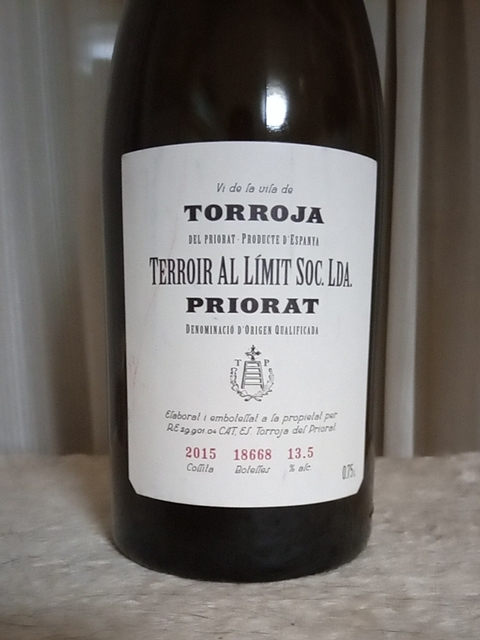 Vi de la vila de
TORROJA
DEL PRIORAT · PRODUCTE D'ESPANYA
TERROIR AL LÍMIT SOC. LDA.
PRIORAT
DENOMINACIÓ D'ORIGEN QUALIFICADA
T P
Elaborat i embotellat a la propietat per
R.E 29.901.04 CAT, ES Torroja del Priorat
2015 18668 13.5
Collita Botelles % alc.
0,75L